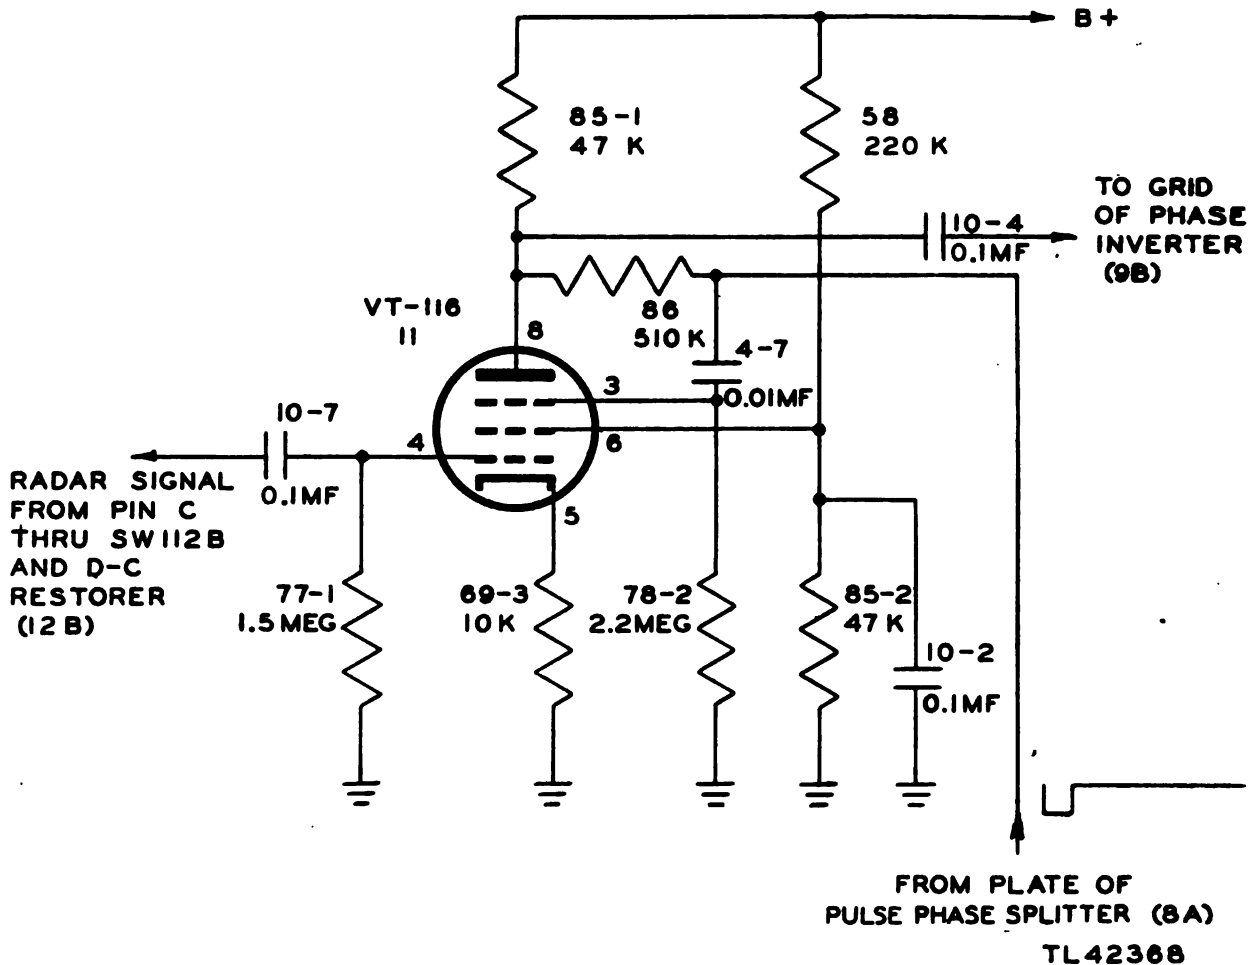 B+
85-1
47 K
58
220 K
TO GRID
OF PHASE
INVERTER
(9B)
10-4
0.1MF
VT-116
11
8
86
510 K
4-7
0.01MF
3
6
10-7
0.1MF
4
5
RADAR SIGNAL
FROM PIN C
THRU SW112B
AND D-C
RESTORER
(12B)
77-1
1.5 MEG
69-3
10K
78-2
2.2MEG
85-2
47 K
10-2
0.1MF
FROM PLATE OF
PULSE PHASE SPLITTER (8A)
TL42368